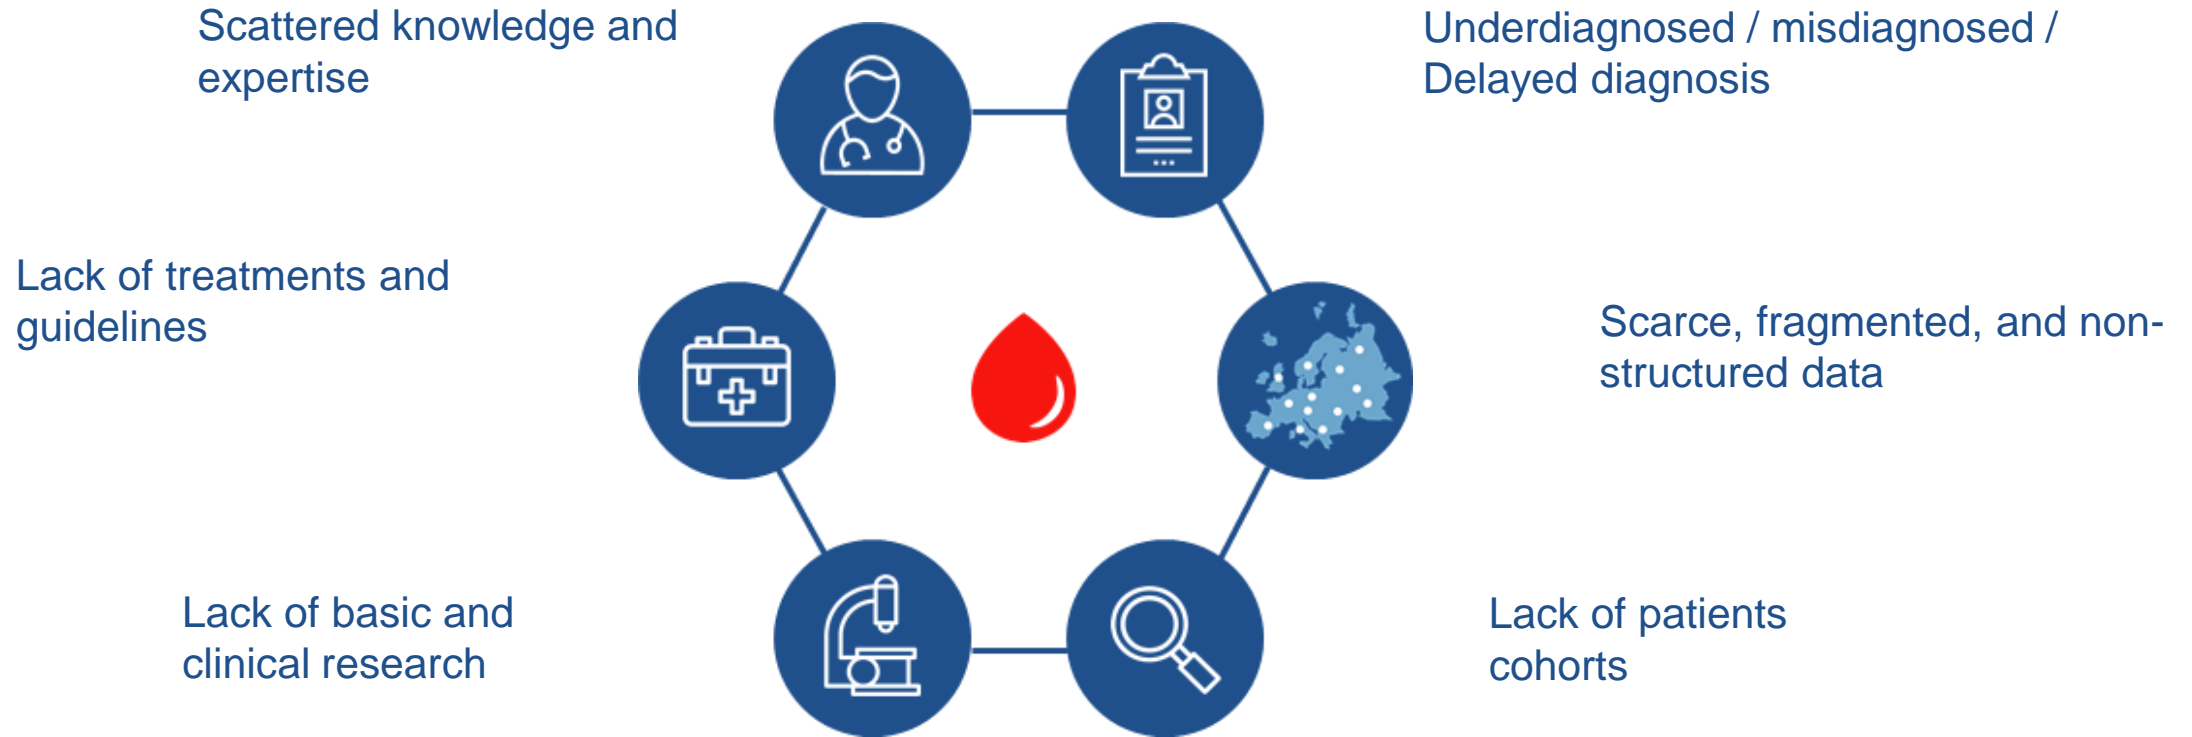 Scattered knowledge and
expertise
Underdiagnosed / misdiagnosed /
Delayed diagnosis
Lack of treatments and
guidelines
Scarce, fragmented, and non-
structured data
Lack of basic and
clinical research
Lack of patients
cohorts